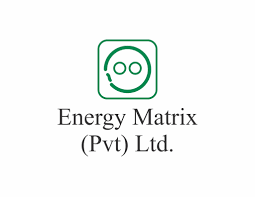 Energy Matrix
(Pvt) Ltd.